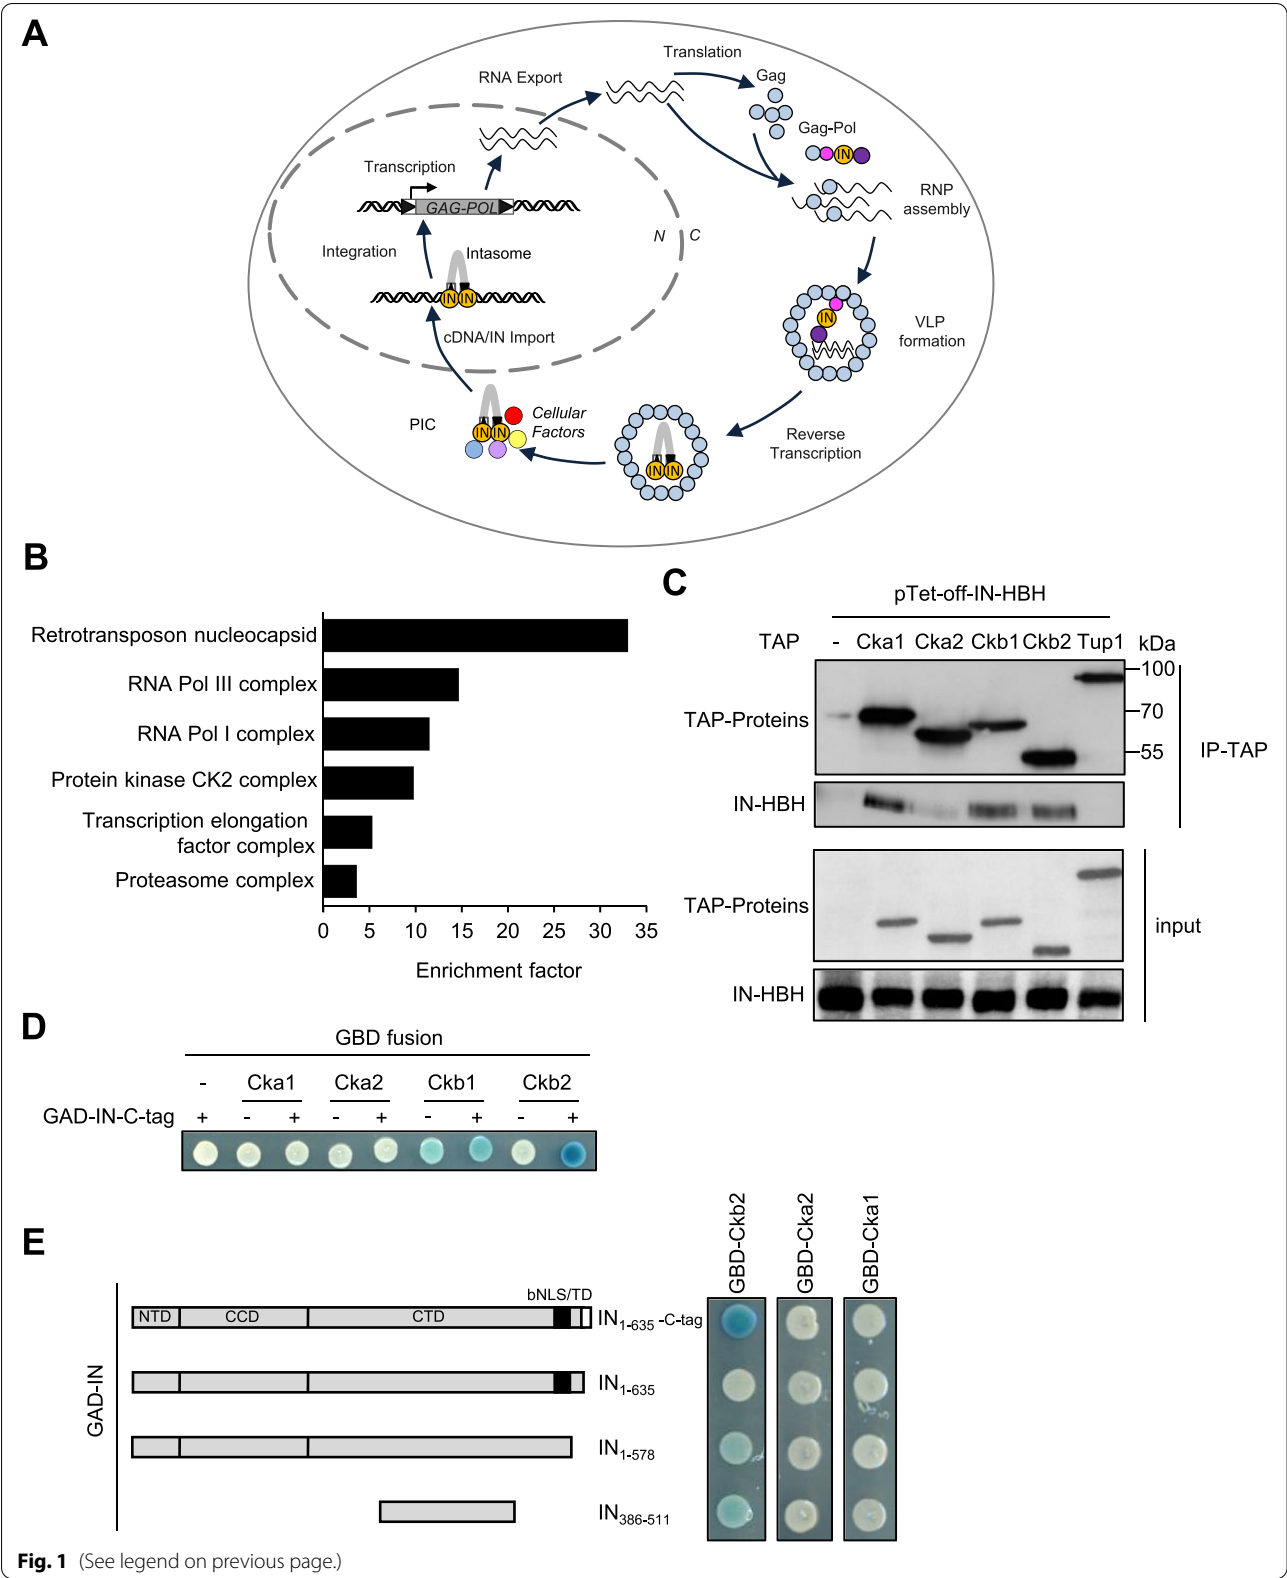 A
Translation
RNA Export
Gag
Gag-Pol
IN
Transcription
RNP
assembly
GAG-POL
N C
Integration
Intasome
IN IN
IN
VLP
formation
cDNA/IN Import
PIC
Cellular
Factors
IN IN
Reverse
Transcription
IN IN
B
Retrotransposon nucleocapsid
RNA Pol III complex
RNA Pol I complex
Protein kinase CK2 complex
Transcription elongation
factor complex
Proteasome complex
0 5 10 15 20 25 30 35
Enrichment factor
C
pTet-off-IN-HBH
TAP - Cka1 Cka2 Ckb1 Ckb2 Tup1 kDa
100
TAP-Proteins
70
55
IP-TAP
IN-HBH
TAP-Proteins
input
IN-HBH
D
GBD fusion
- Cka1 Cka2 Ckb1 Ckb2
GAD-IN-C-tag + - + - + - + - +
E
GBD-Ckb2
GBD-Cka2
GBD-Cka1
GAD-IN
bNLS/TD
NTD CCD CTD IN1-635 -C-tag
IN1-635
IN1-578
IN386-511
Fig. 1 (See legend on previous page.)